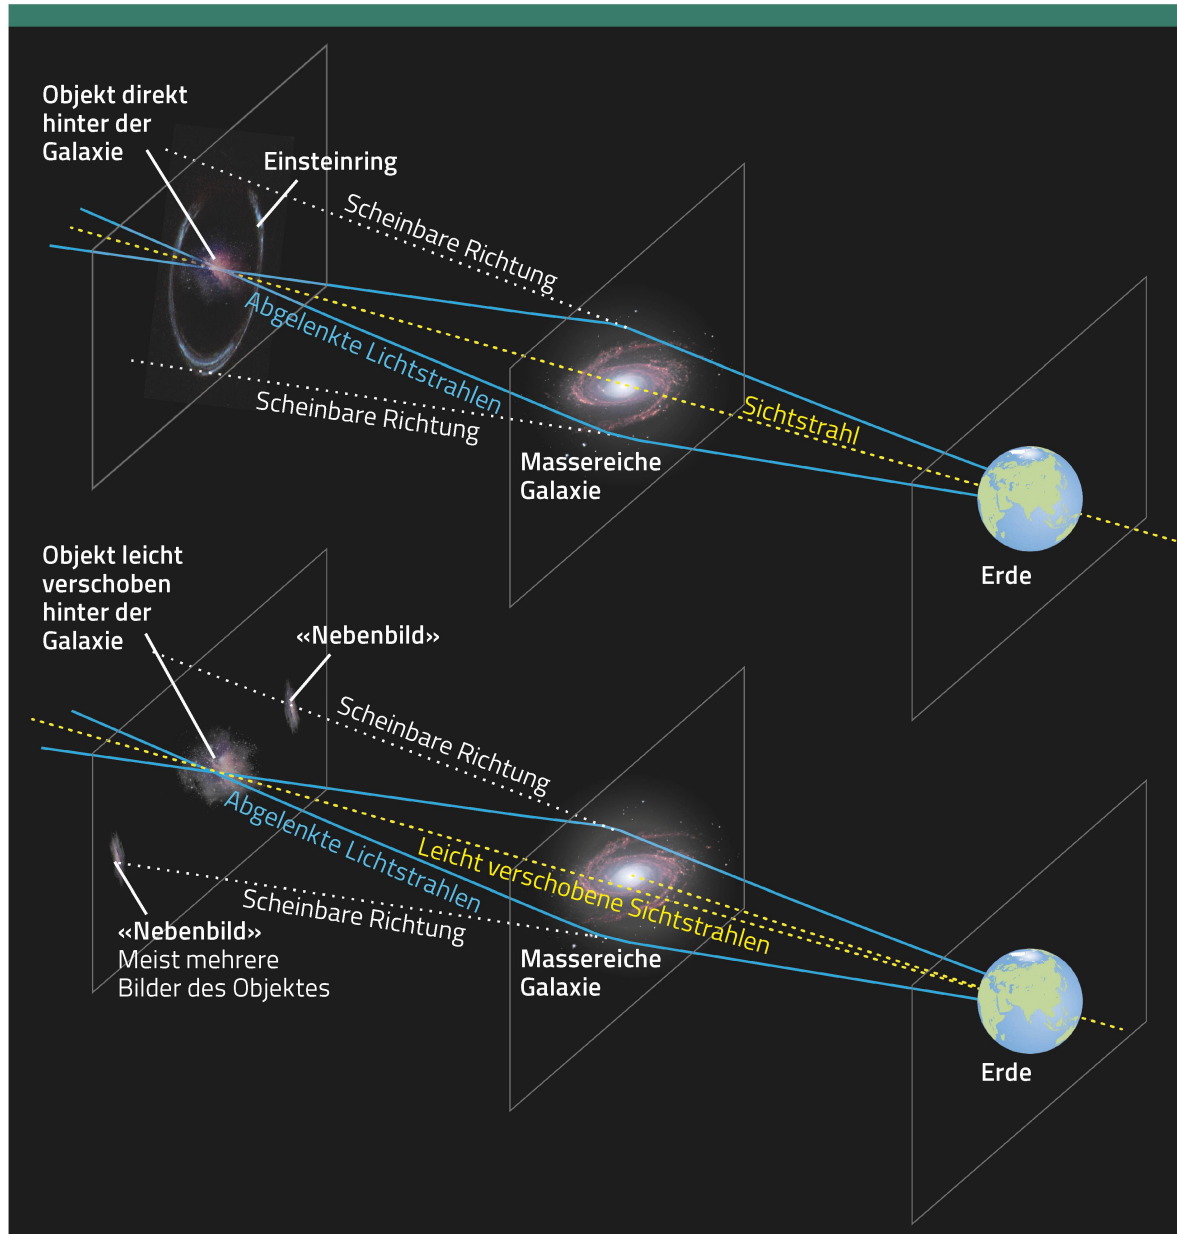 Objekt direkt
hinter der
Galaxie
Einsteinring
Scheinbare Richtung
Abgelenkte Lichtstrahlen
Scheinbare Richtung
Sichtstrahl
Massereiche
Galaxie
Erde
Objekt leicht
verschoben
hinter der
Galaxie
«Nebenbild»
Scheinbare Richtung
Abgelenkte Lichtstrahlen
Leicht verschobene Sichtstrahlen
Scheinbare Richtung
«Nebenbild»
Meist mehrere
Bilder des Objektes
Massereiche
Galaxie
Erde